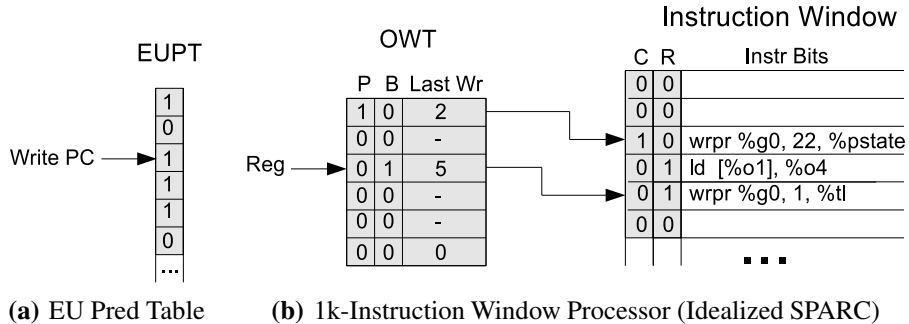 Instruction Window
OWT
EUPT
C R Instr Bits
P B Last Wr
0 0
1 0 0
1 0 2
0 0 0 -
1 0 wrpr %g0, 22, %pstate
Write PC 1 Reg 0 1 5 0 1 ld [%o1], %o4
1 0 0 - 0 1 wrpr %g0, 1, %tl
1 0 0 - 0 0
0 0 0 0
... ...
(a) EU Pred Table (b) 1k-Instruction Window Processor (Idealized SPARC)